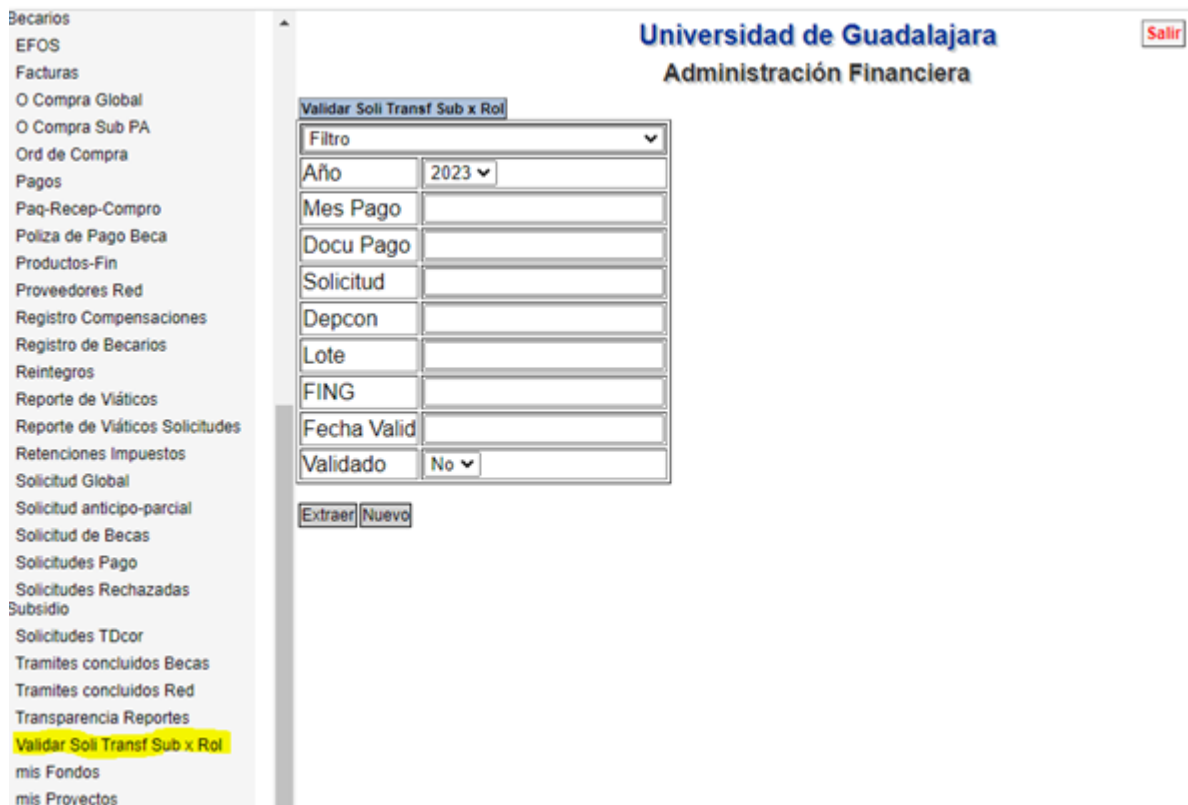 Becarios
EFOS
Facturas
O Compra Global
O Compra Sub PA
Ord de Compra
Pagos
Paq-Recep-Compro
Poliza de Pago Beca
Productos-Fin
Proveedores Red
Registro Compensaciones
Registro de Becarios
Reintegros
Reporte de Viáticos
Reporte de Viáticos Solicitudes
Retenciones Impuestos
Solicitud Global
Solicitud anticipo-parcial
Solicitud de Becas
Solicitudes Pago
Solicitudes Rechazadas
Subsidio
Solicitudes TDcor
Tramites concluidos Becas
Tramites concluidos Red
Transparencia Reportes
Validar Soli Transf Sub x Rol
mis Fondos
mis Proyectos
Universidad de Guadalajara
Salir
Administración Financiera
Validar Soli Transf Sub x Rol
Filtro
Año 2023
Mes Pago
Docu Pago
Solicitud
Depcon
Lote
FING
Fecha Valid
Validado No
Extraer Nuevo